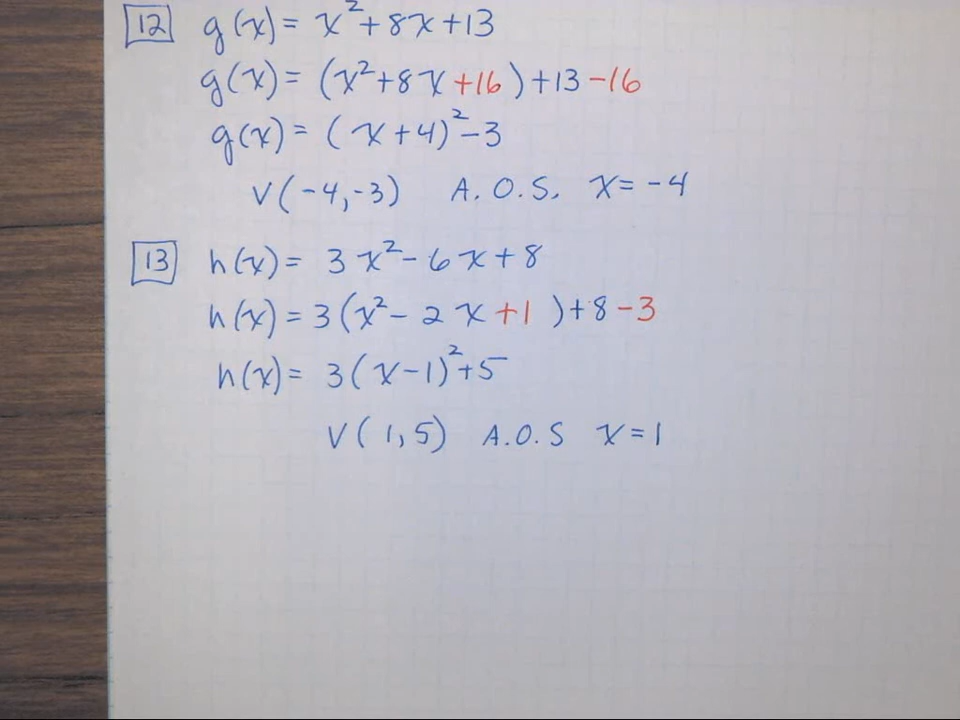 12 g(x) = x²+8x+13
g(x) = (x²+8x+16)+13-16
g(x) = (x+4)²-3
V(-4,-3) A.O.S. x=-4
13 h(x) = 3x²-6x+8
h(x) = 3(x²-2x+1)+8-3
h(x) = 3(x-1)²+5
V(1,5) A.O.S x=1